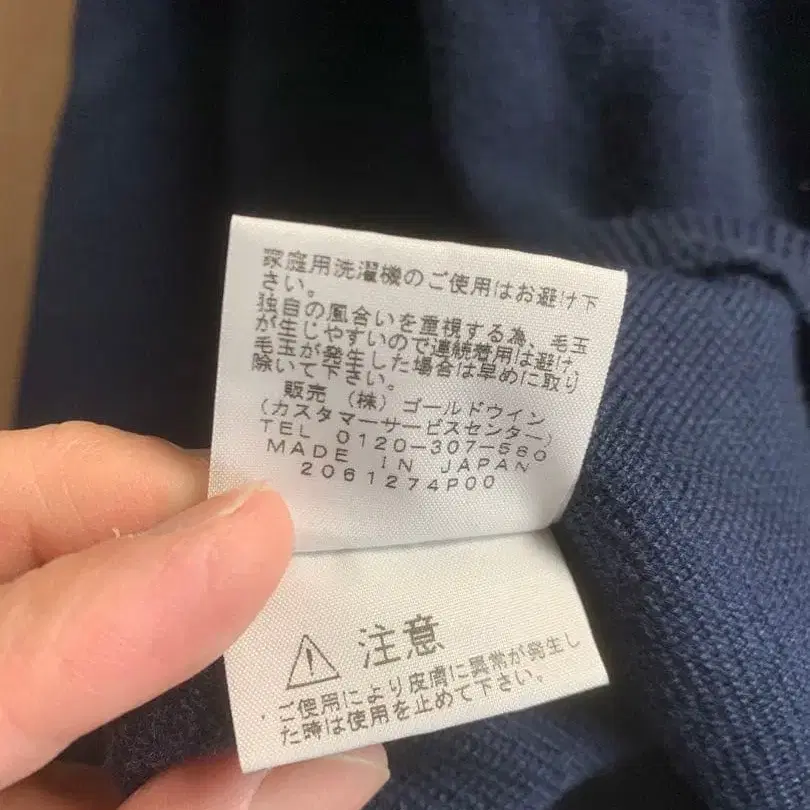 家庭用洗濯機のご使用はお避け下
さい。
独自の風合いを重視する為、毛玉
が生じやすいので連続着用は避け、
毛玉が発生した場合は早めに取り
除いて下さい。
販売 (株) ゴールドウイン
(カスタマーサービスセンター)
TEL 0120-307-560
MADE IN JAPAN
2061274P00
注意
・ご使用により皮膚に異常が発生し
た時は使用を止めて下さい。